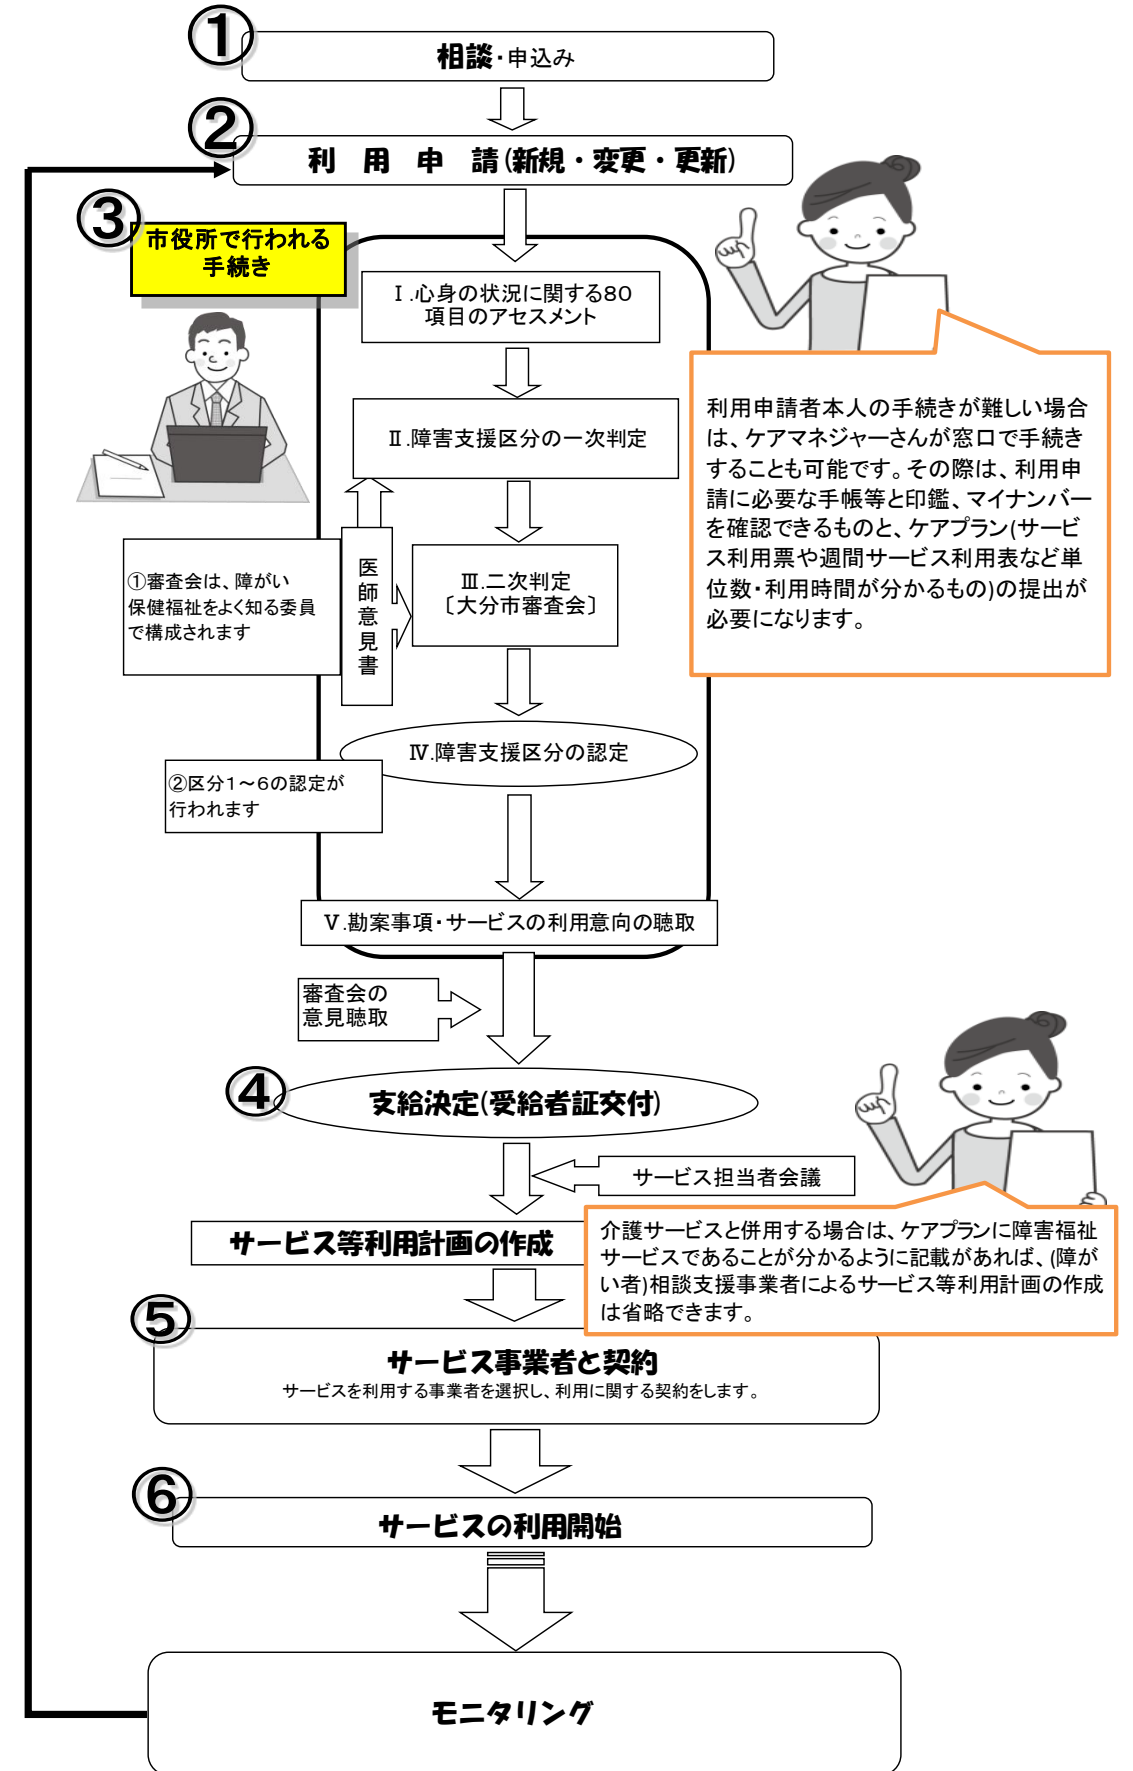 ①
相談・申込み
②
利　用　申　請(新規・変更・更新)
③
市役所で行われる
手続き
Ⅰ.心身の状況に関する80
項目のアセスメント
Ⅱ.障害支援区分の一次判定
利用申請者本人の手続きが難しい場合
は、ケアマネジャーさんが窓口で手続き
することも可能です。その際は、利用申
請に必要な手帳等と印鑑、マイナンバー
を確認できるものと、ケアプラン(サービ
ス利用票や週間サービス利用表など単
位数・利用時間が分かるもの)の提出が
必要になります。
①審査会は、障がい
保健福祉をよく知る委員
で構成されます
医師意見書
Ⅲ.二次判定
〔大分市審査会〕
Ⅳ.障害支援区分の認定
②区分1～6の認定が
行われます
Ⅴ.勘案事項・サービスの利用意向の聴取
審査会の
意見聴取
④
支給決定(受給者証交付)
サービス担当者会議
サービス等利用計画の作成
介護サービスと併用する場合は、ケアプランに障害福祉
サービスであることが分かるように記載があれば、(障が
い者)相談支援事業者によるサービス等利用計画の作成
は省略できます。
⑤
サービス事業者と契約
サービスを利用する事業者を選択し、利用に関する契約をします。
⑥
サービスの利用開始
モニタリング